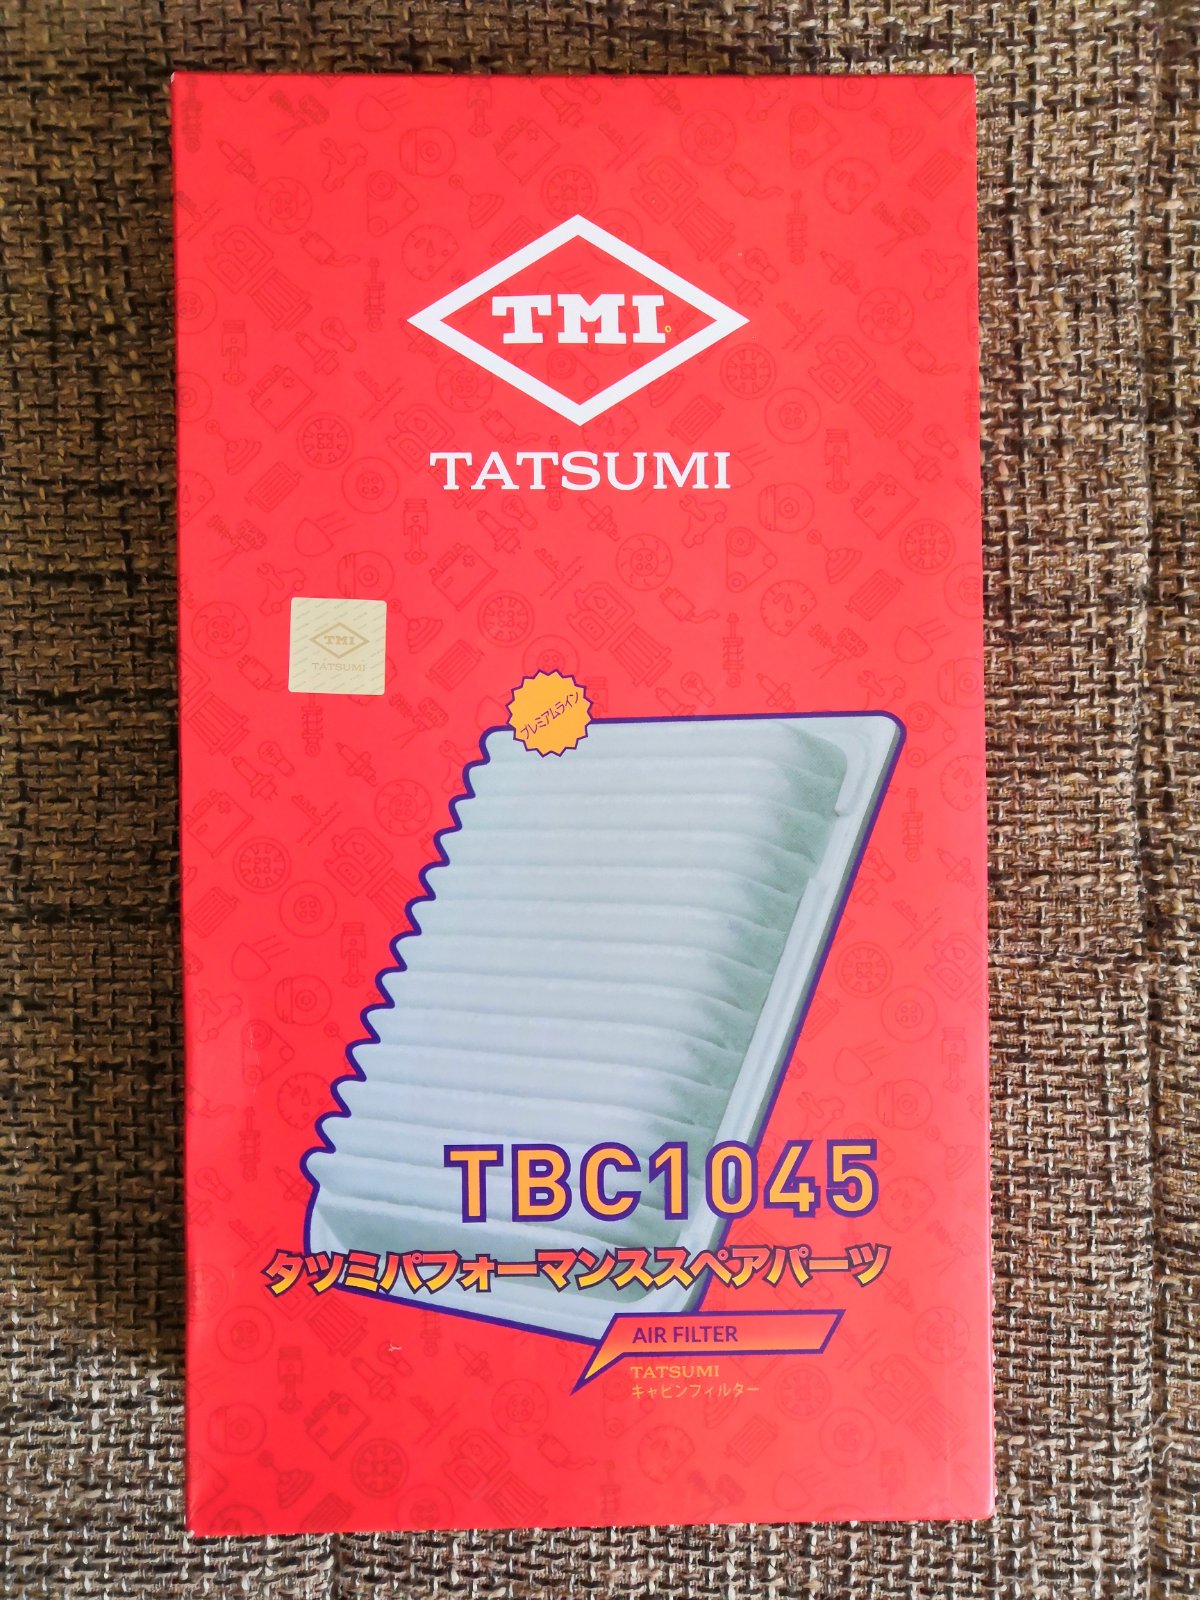 TMI
TATSUMI
TMI
TATSUMI
プレミアムライン
TBC1045
タツミパフォーマンススペアパーツ
AIR FILTER
TATSUMI
キャビンフィルター